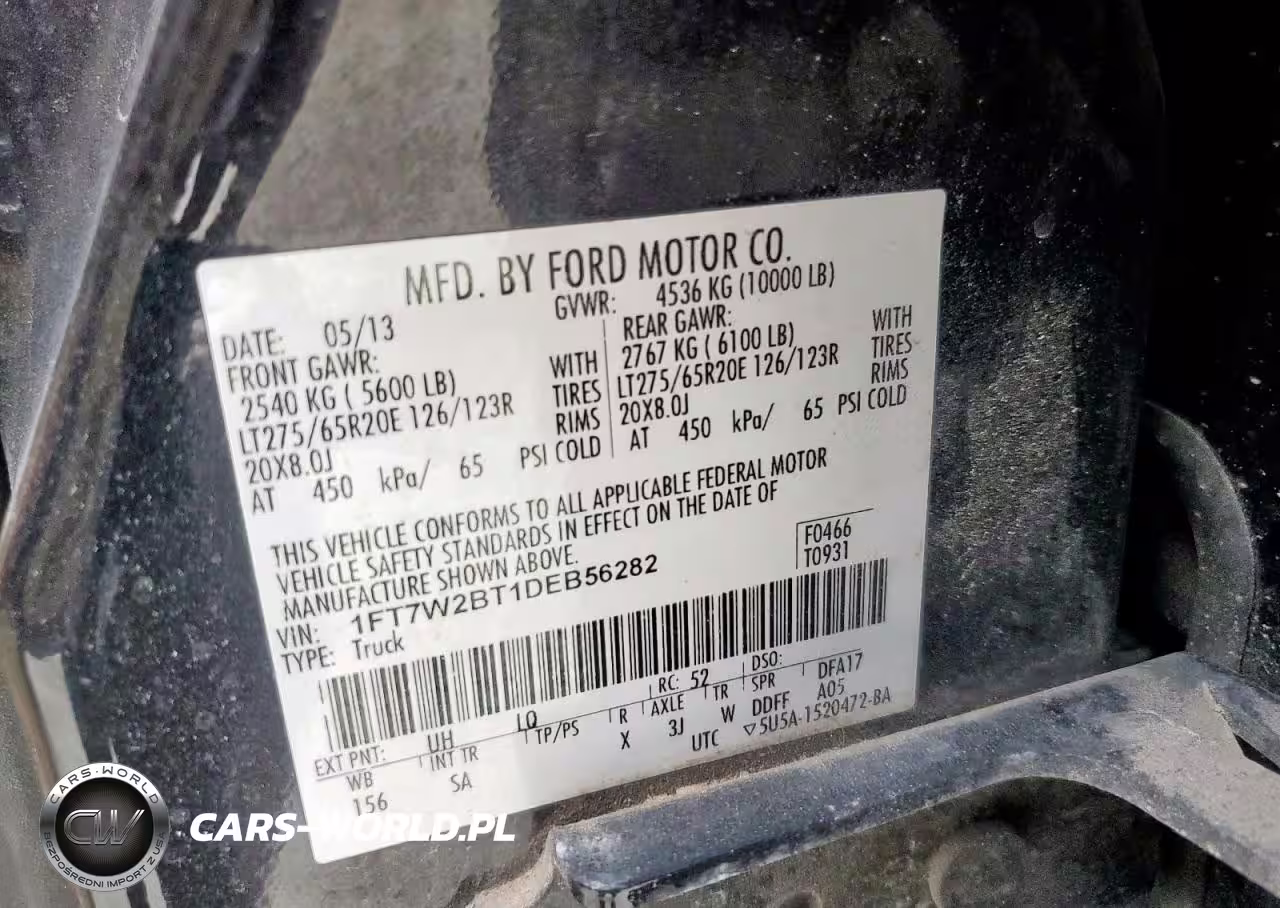 MFD. BY FORD MOTOR CO.
DATE: 05/13 GVWR: 4536 KG (10000 LB)
FRONT GAWR:
2540 KG ( 5600 LB) WITH
LT275/65R20E 126/123R TIRES
20X8.0J RIMS
AT 450 kPa/ 65 PSI COLD
REAR GAWR:
2767 KG ( 6100 LB) WITH
LT275/65R20E 126/123R TIRES
20X8.0J RIMS
AT 450 kPa/ 65 PSI COLD
THIS VEHICLE CONFORMS TO ALL APPLICABLE FEDERAL MOTOR
VEHICLE SAFETY STANDARDS IN EFFECT ON THE DATE OF
MANUFACTURE SHOWN ABOVE.
F0466
T0931
VIN: 1FT7W2BT1DEB56282
TYPE: Truck
EXT PNT: UH LQ RC: 52 DSO:
WB INT TR TP/PS R AXLE TR SPR DFA17
156 SA X 3J W DDFF A05
UTC ▽5U5A-1520472-BA
CARS-WORLD
CW
BEZPOŚREDNI IMPORT Z USA
CARS-WORLD.PL